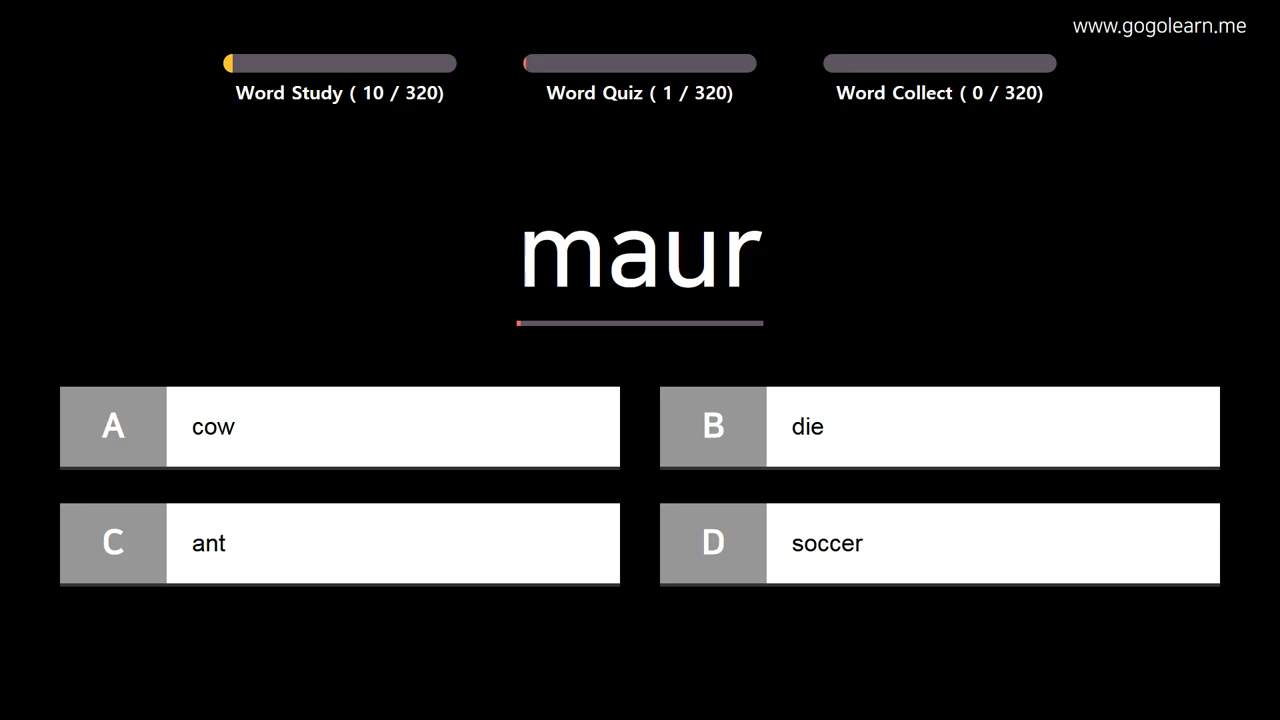 www.gogolearn.me
Word Study ( 10 / 320)
Word Quiz ( 1 / 320)
Word Collect ( 0 / 320)
maur
A cow
B die
C ant
D soccer